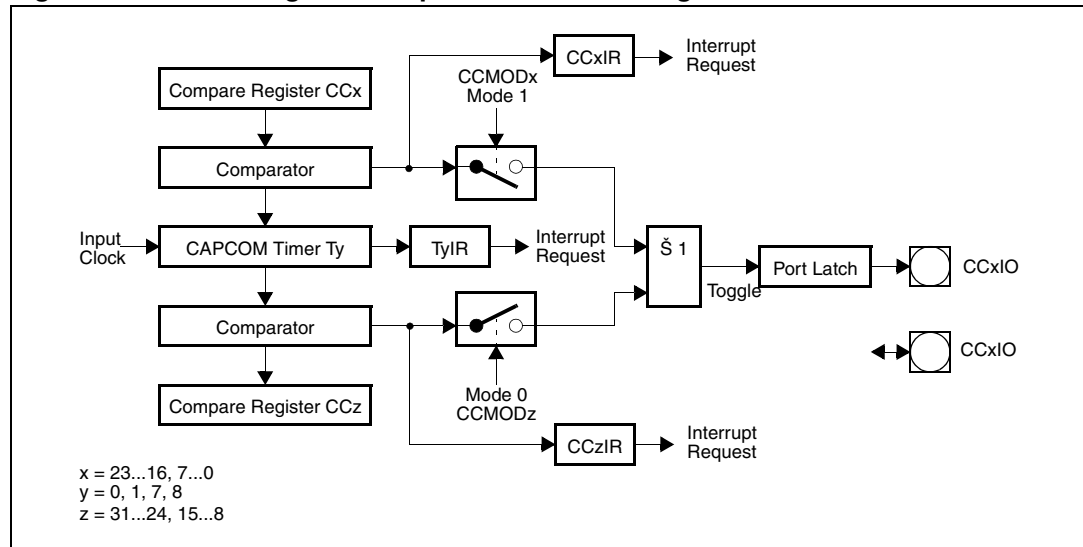 CCxIR
Interrupt
Request
CCMODx
Mode 1
Compare Register CCx
Comparator
Input
Clock
CAPCOM Timer Ty
TyIR
Interrupt
Request
Š 1
Toggle
Port Latch
CCxIO
Comparator
CCxIO
Compare Register CCz
Mode 0
CCMODz
CCzIR
Interrupt
Request
x = 23...16, 7...0
y = 0, 1, 7, 8
z = 31...24, 15...8